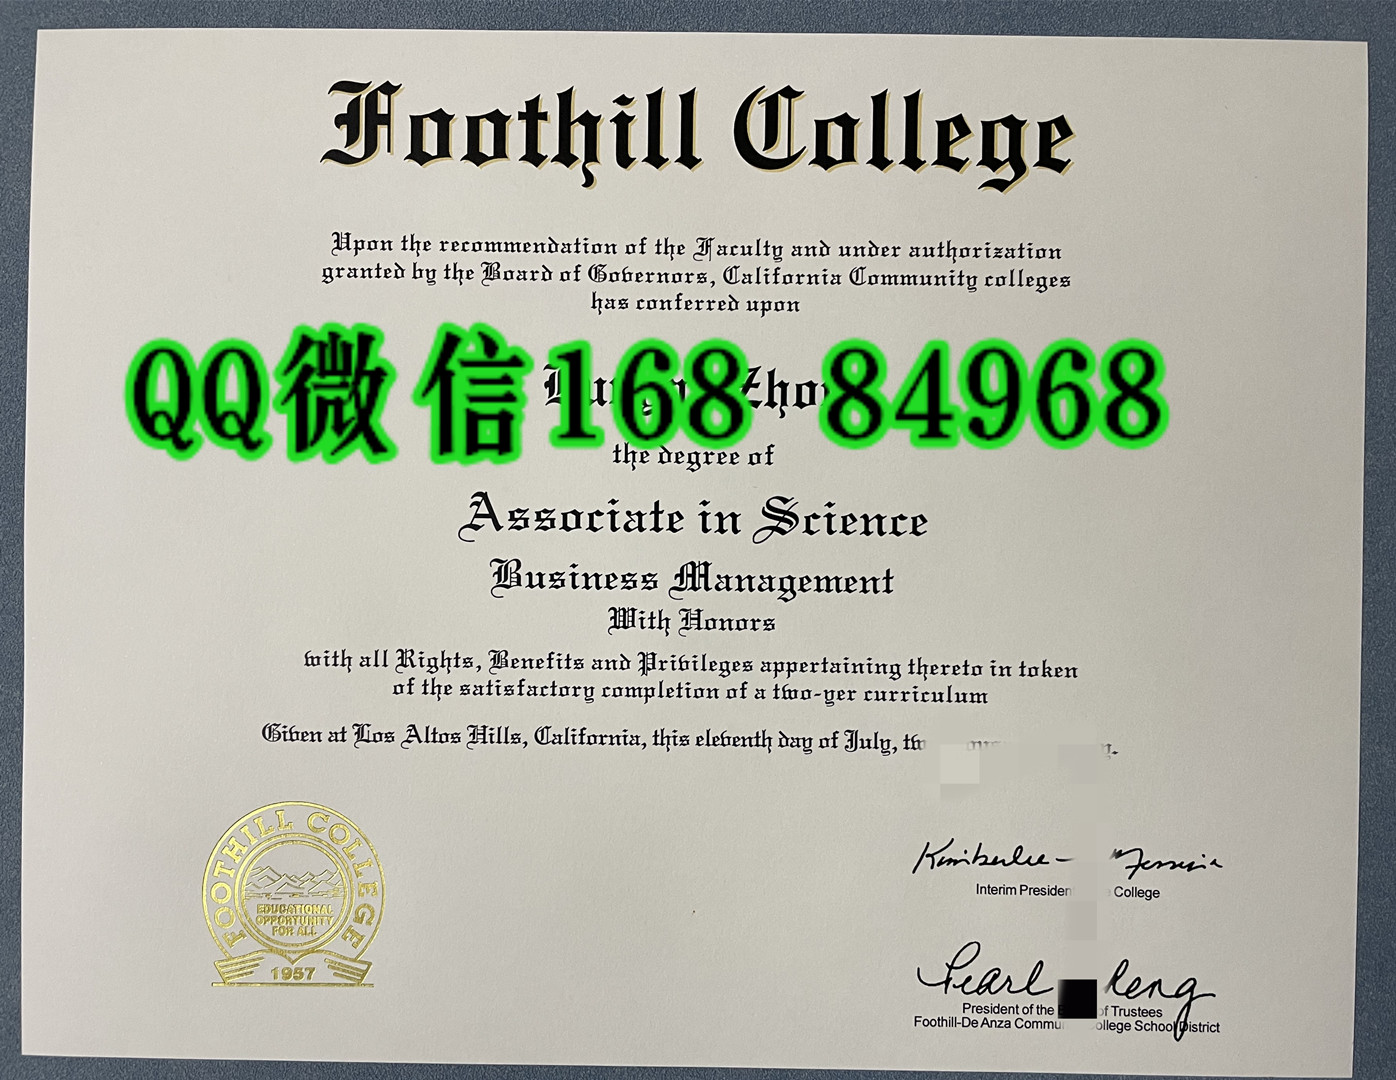 Foothill College
Upon the recommendation of the Faculty and under authorization
granted by the Board of Governors, California Community colleges
has conferred upon
QQ微信168 84968
the degree of
Associate in Science
Business Management
With Honors
with all Rights, Benefits and Privileges appertaining thereto in token
of the satisfactory completion of a two-yer curriculum
Given at Los Altos Hills, California, this eleventh day of July,
FOOTHILL COLLEGE
EDUCATIONAL
OPPORTUNITY
FOR ALL
1957
Interim College
Pearl
President of the of Trustees
Foothill-De Anza School District